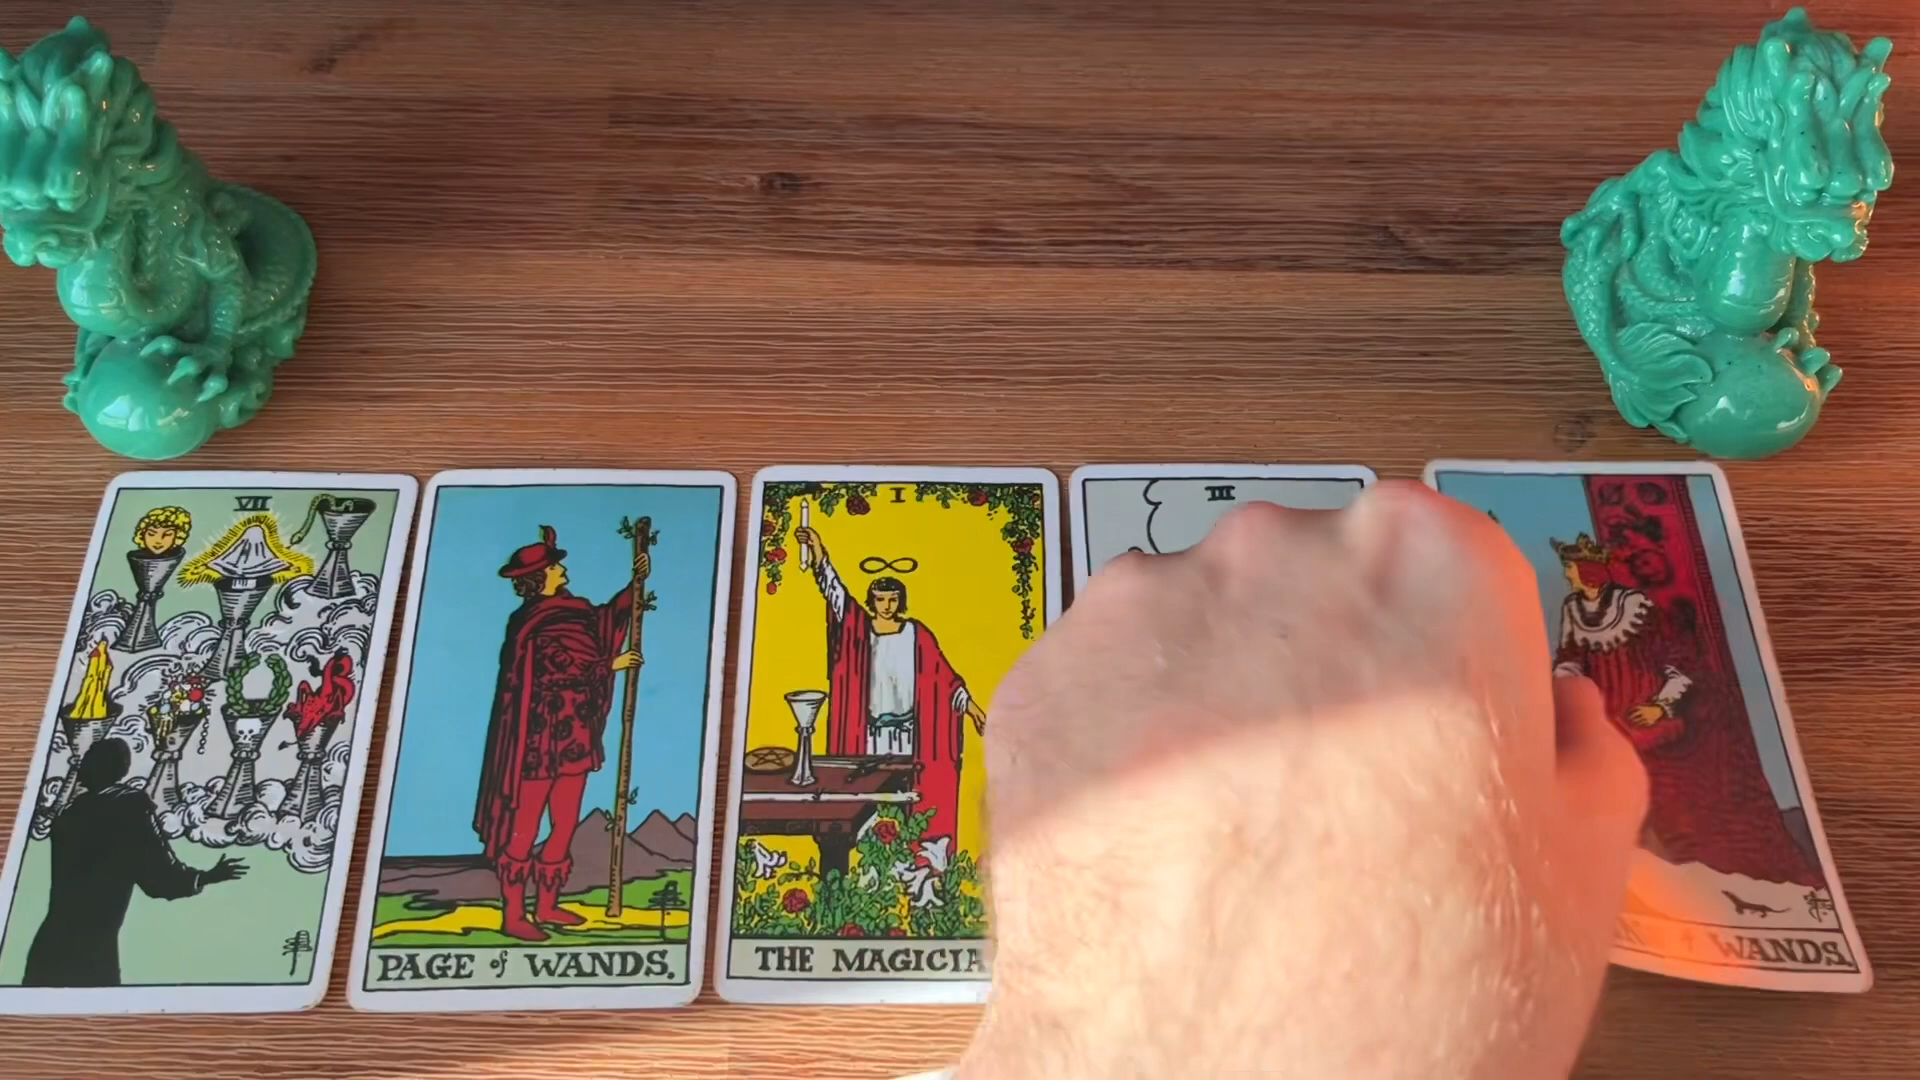 VII
PAGE of WANDS.
I
THE MAGICIA
III
WANDS.